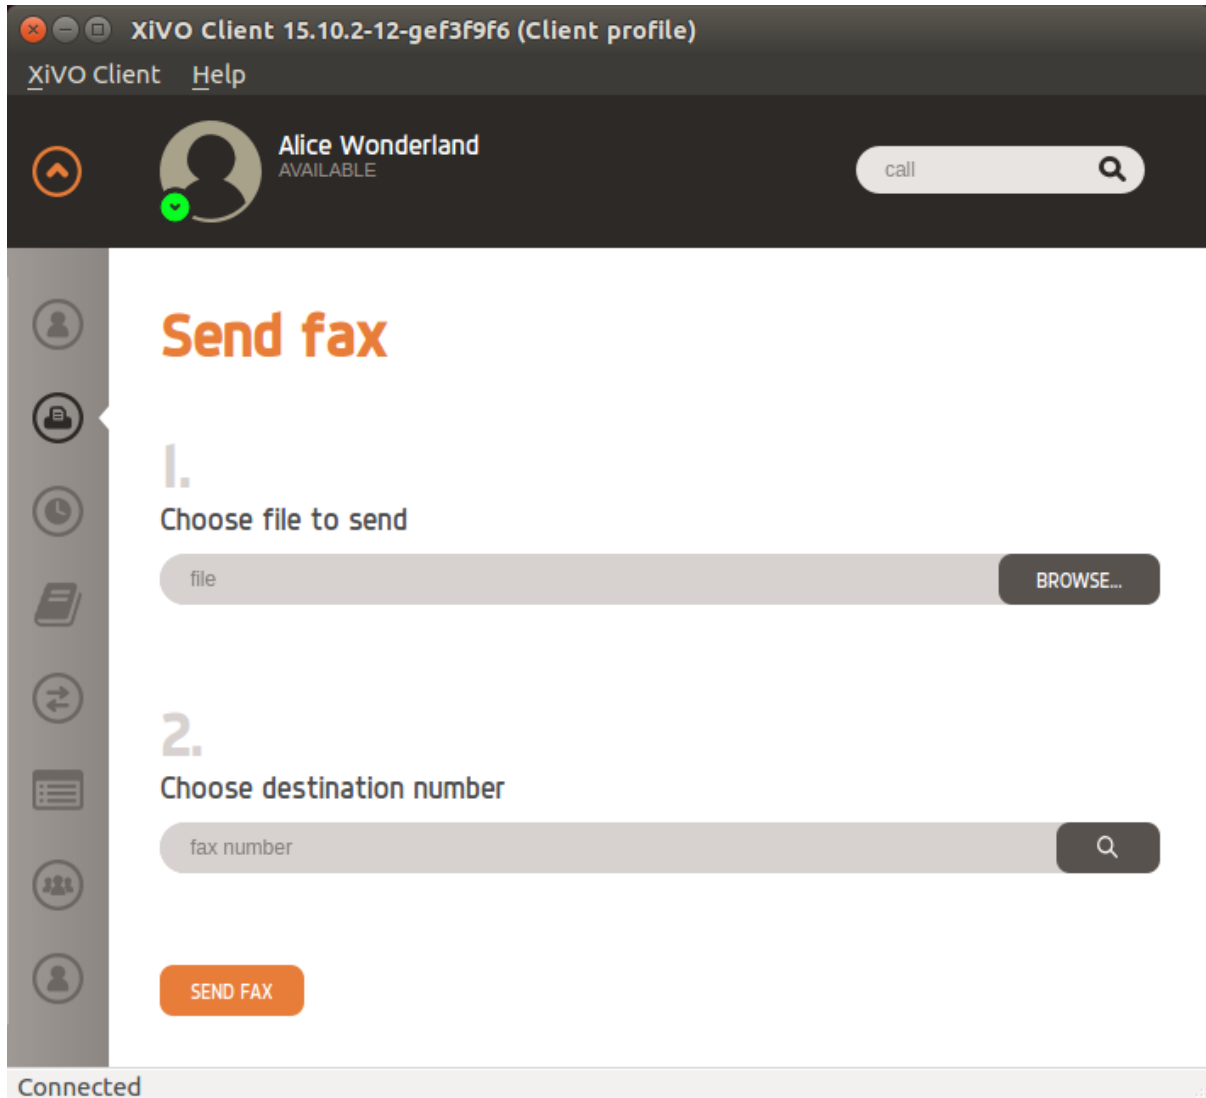 XiVO Client 15.10.2-12-gef3f9f6 (Client profile)
XiVO Client Help
Alice Wonderland
AVAILABLE
call
Send fax
1.
Choose file to send
file BROWSE...
2.
Choose destination number
fax number
SEND FAX
Connected